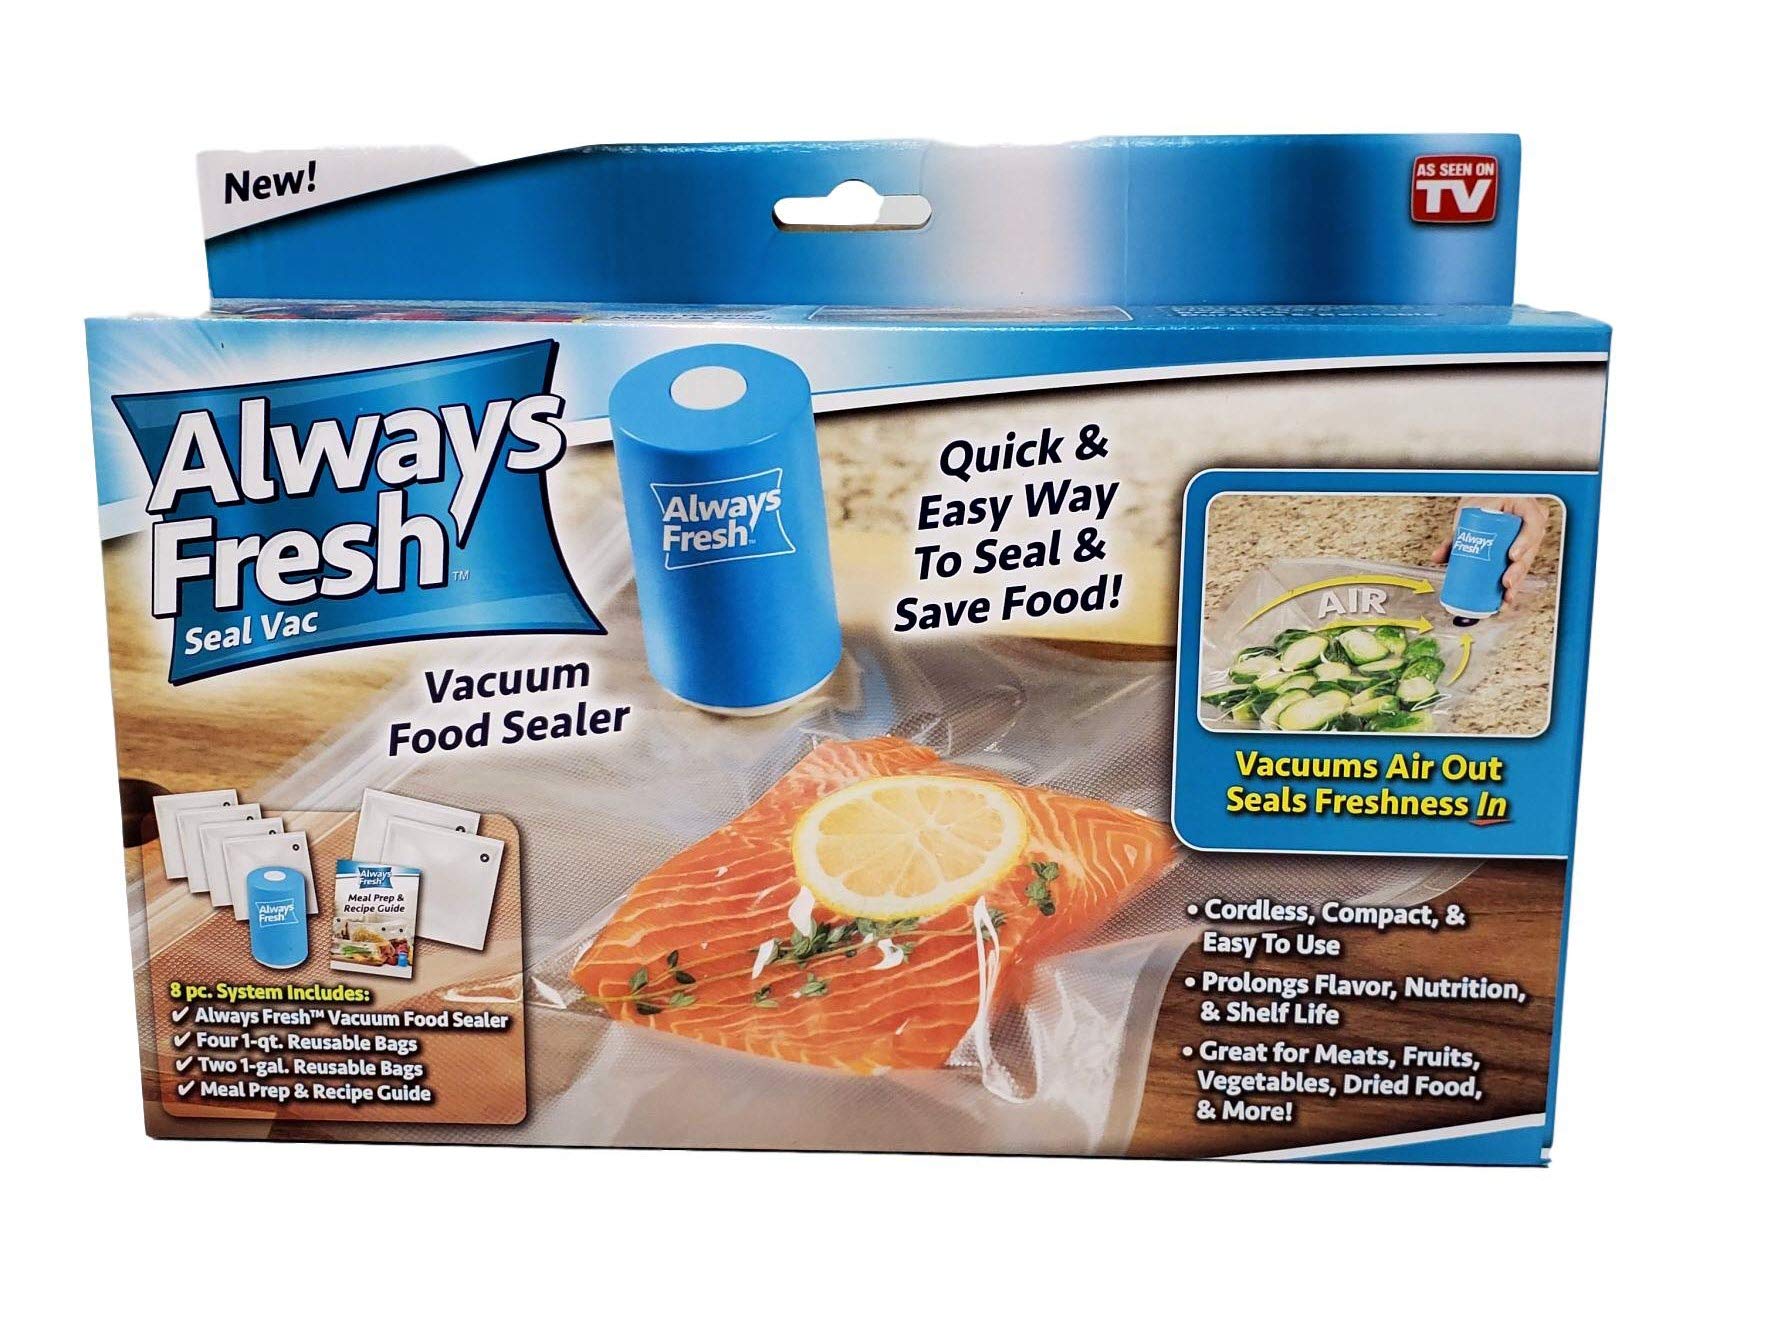 New!
AS SEEN ON
TV
Always
Fresh™
Seal Vac
Vacuum
Food Sealer
Always
Fresh™
Quick &
Easy Way
To Seal &
Save Food!
Always
Fresh
AIR
Vacuums Air Out
Seals Freshness In
Always
Fresh
Always
Fresh
Meal Prep &
Recipe Guide
8 pc. System Includes:
✓ Always Fresh™ Vacuum Food Sealer
✓ Four 1-qt. Reusable Bags
✓ Two 1-gal. Reusable Bags
✓ Meal Prep & Recipe Guide
• Cordless, Compact, &
Easy To Use
• Prolongs Flavor, Nutrition,
& Shelf Life
• Great for Meats, Fruits,
Vegetables, Dried Food,
& More!